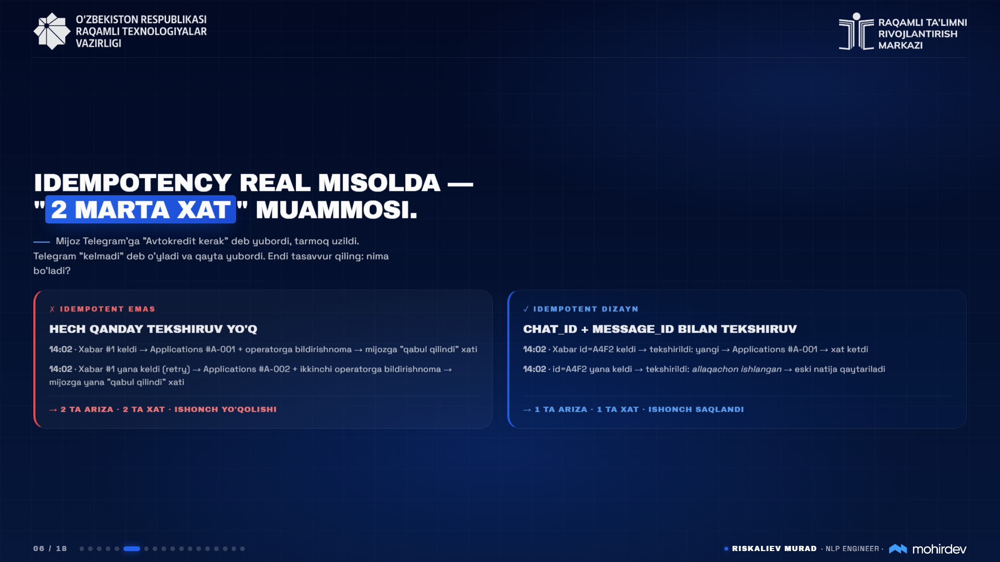 O'ZBEKISTON RESPUBLIKASI
RAQAMLI TEXNOLOGIYALAR
VAZIRLIGI
RAQAMLI TA'LIMNI
RIVOJLANTIRISH
MARKAZI
IDEMPOTENCY REAL MISOLDA —
"2 MARTA XAT" MUAMMOSI.
Mijoz Telegram'ga "Avtokredit kerak" deb yubordi, tarmoq uzildi.
Telegram "kelmadi" deb o'yladi va qayta yubordi. Endi tasavvur qiling: nima
bo'ladi?
✗ IDEMPOTENT EMAS
HECH QANDAY TEKSHIRUV YO'Q
14:02 · Xabar #1 keldi → Applications #A-001 + operatorga bildirishnoma → mijozga "qabul qilindi" xati
14:02 · Xabar #1 yana keldi (retry) → Applications #A-002 + ikkinchi operatorga bildirishnoma →
mijozga yana "qabul qilindi" xati
→ 2 TA ARIZA · 2 TA XAT · ISHONCH YO'QOLISHI
✓ IDEMPOTENT DIZAYN
CHAT_ID + MESSAGE_ID BILAN TEKSHIRUV
14:02 · Xabar id=A4F2 keldi → tekshirildi: yangi → Applications #A-001 → xat ketdi
14:02 · id=A4F2 yana keldi → tekshirildi: allaqachon ishlangan → eski natija qaytariladi
→ 1 TA ARIZA · 1 TA XAT · ISHONCH SAQLANDI
06 / 18
RISKALIEV MURAD · NLP ENGINEER · mohirdev